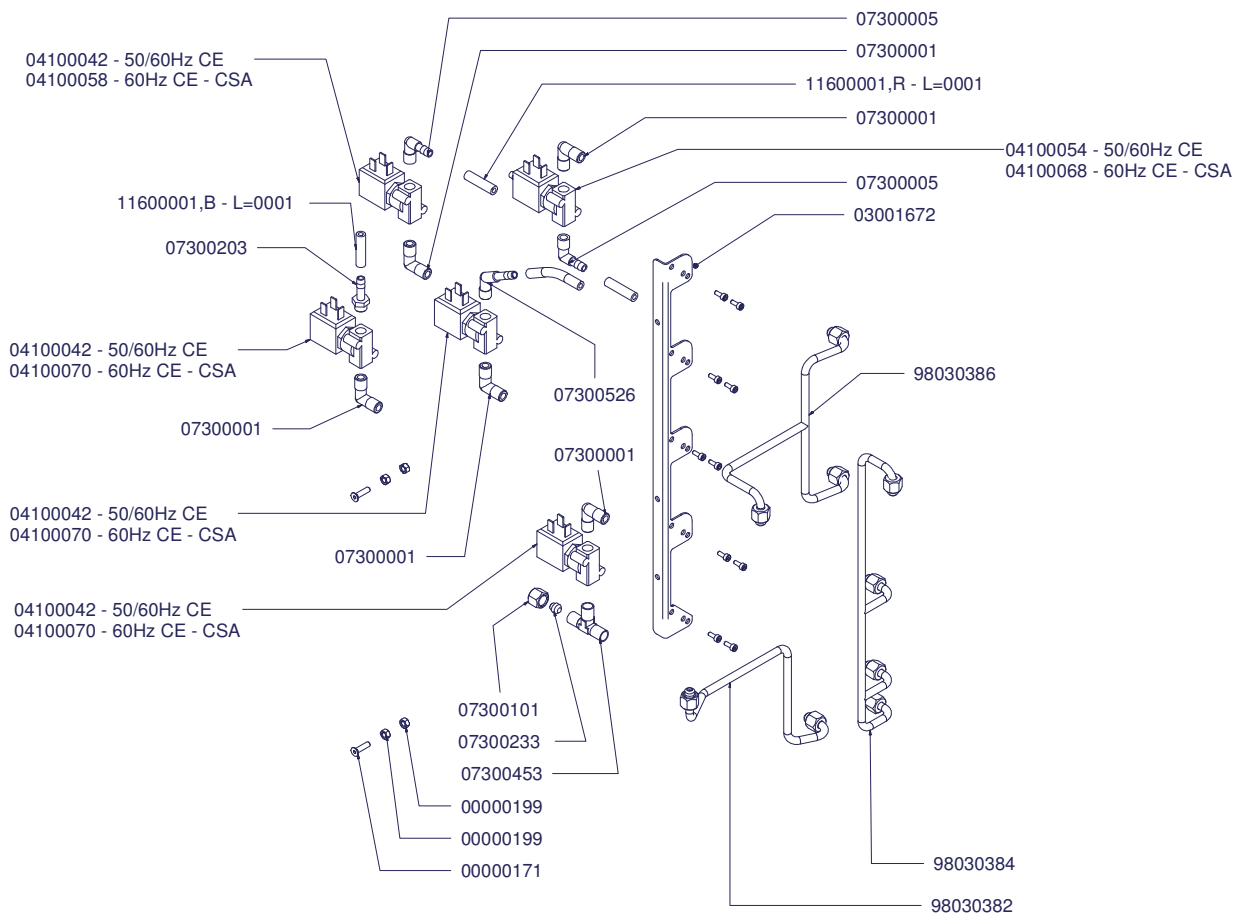 07300005
04100042 - 50/60Hz CE
04100058 - 60Hz CE - CSA
07300001
11600001,R - L=0001
07300001
04100054 - 50/60Hz CE
04100068 - 60Hz CE - CSA
07300005
11600001,B - L=0001
03001672
07300203
04100042 - 50/60Hz CE
04100070 - 60Hz CE - CSA
98030386
07300526
07300001
07300001
04100042 - 50/60Hz CE
04100070 - 60Hz CE - CSA
07300001
04100042 - 50/60Hz CE
04100070 - 60Hz CE - CSA
07300101
07300233
07300453
00000199
00000199
00000171
98030384
98030382